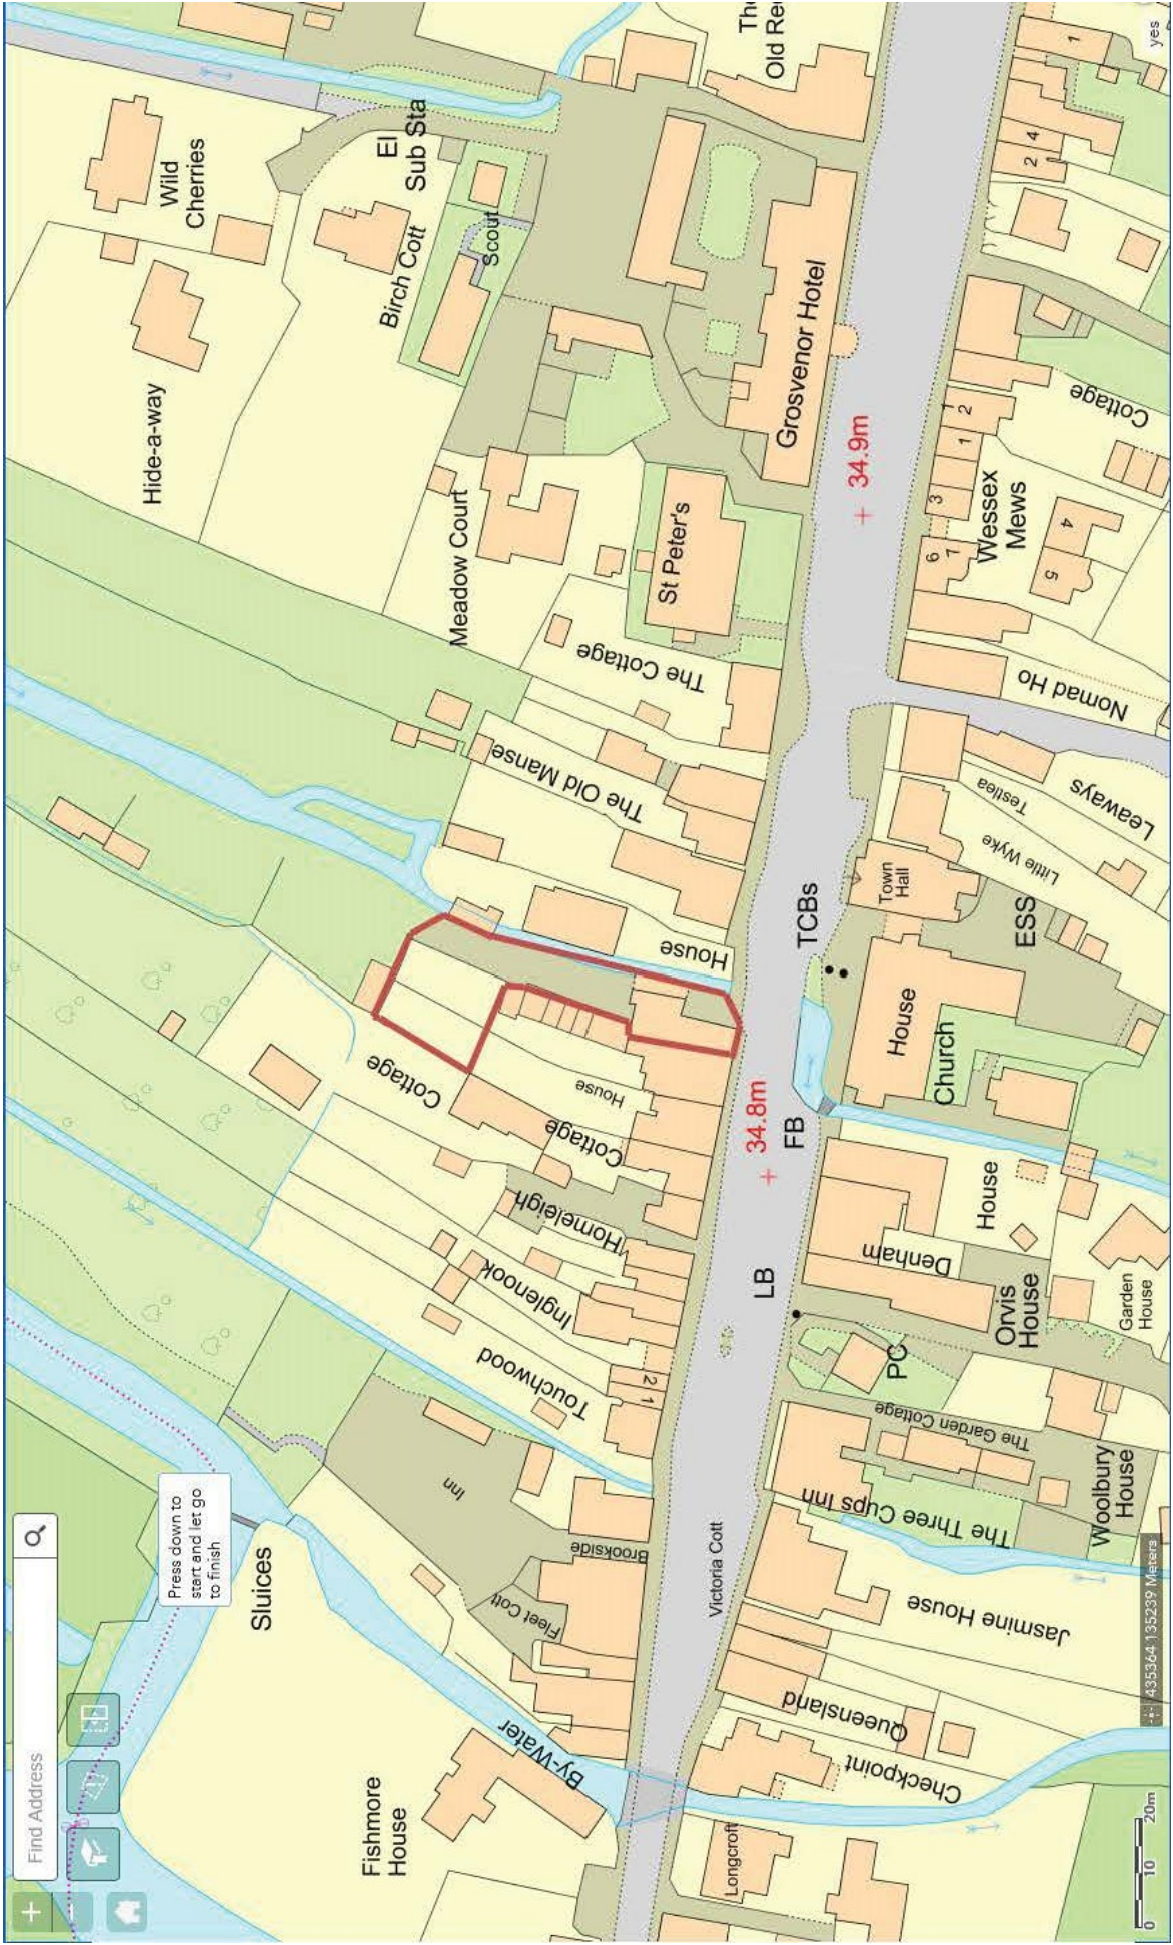 Find Address
Press down to
start and let go
to finish
Sluices
Fishmore
House
By-Water
Fleet Cott
Inn
Brookside
Touchwood
2
1
Inglenook
Homeleigh
Cottage
House
Cottage
House
The Old Manse
The Cottage
Meadow Court
St Peter's
Hide-a-way
Wild
Cherries
Birch Cott
El
Sub Sta
Scout
Grosvenor Hotel
The
Old Re
34.9m
34.8m
TCBs
FB
LB
Victoria Cott
Longcroft
Checkpoint
Queensland
Jasmine House
The Three Cups Inn
Woolbury
House
The Garden Cottage
PC
Orvis
House
Garden
House
Denham
House
Church
House
Town
Hall
ESS
Little Wyke
Testlea
Leaways
Nomad Ho
Wessex
Mews
6
7
3
1
2
5
4
Cottage
2
4
1
0 10 20m
435364 135239 Meters
yes